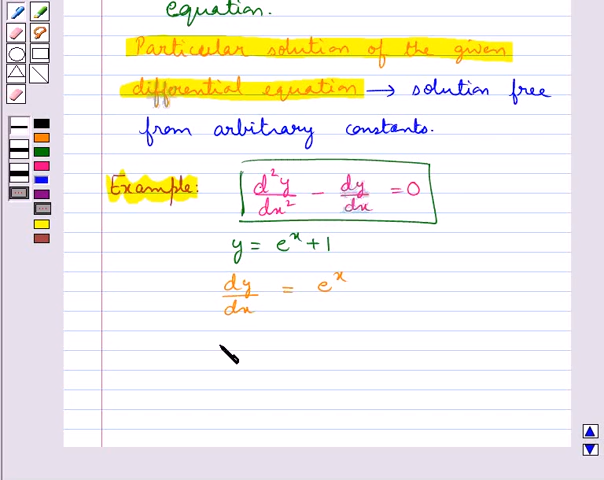 equation.
Particular solution of the given
differential equation → solution free
from arbitrary constants.
Example: d²y/dx² - dy/dx = 0
y = eˣ + 1
dy/dx = eˣ